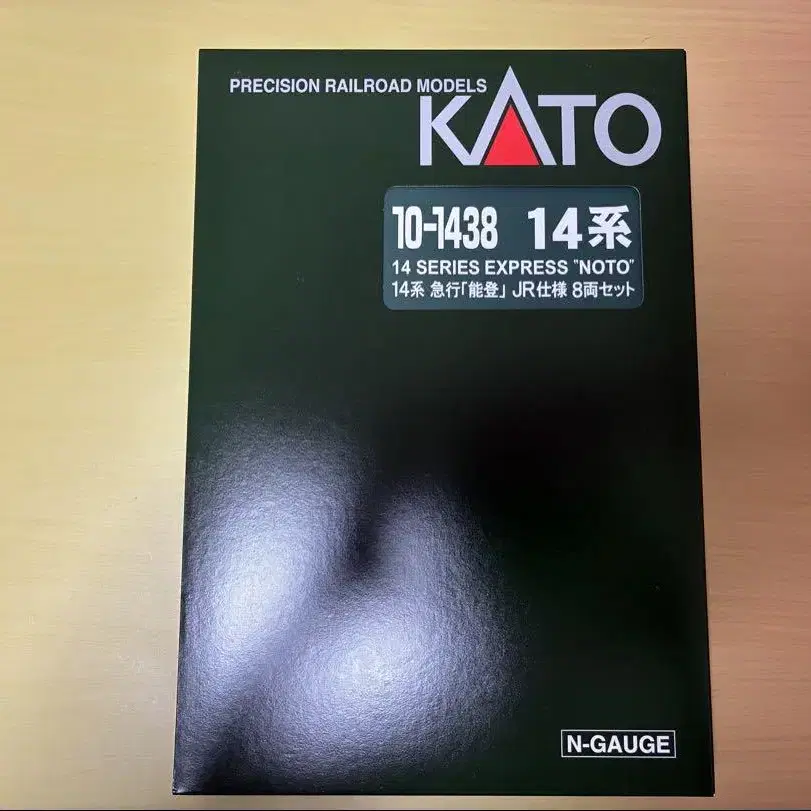 PRECISION RAILROAD MODELS
KATO
10-1438 14系
14 SERIES EXPRESS "NOTO"
14系 急行「能登」 JR仕様 8両セット
N-GAUGE